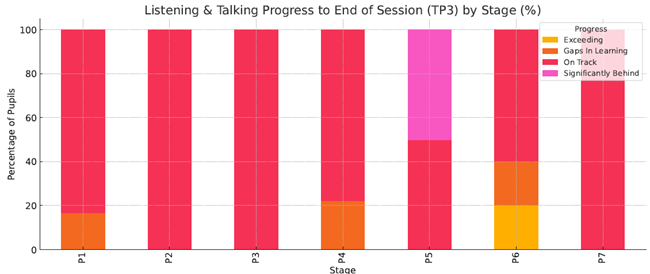 Listening & Talking Progress to End of Session (TP3) by Stage (%)
Progress
Exceeding
Gaps In Learning
On Track
Significantly Behind
Percentage of Pupils
100
80
60
40
20
0
P1
P2
P3
P4
P5
P6
P7
Stage